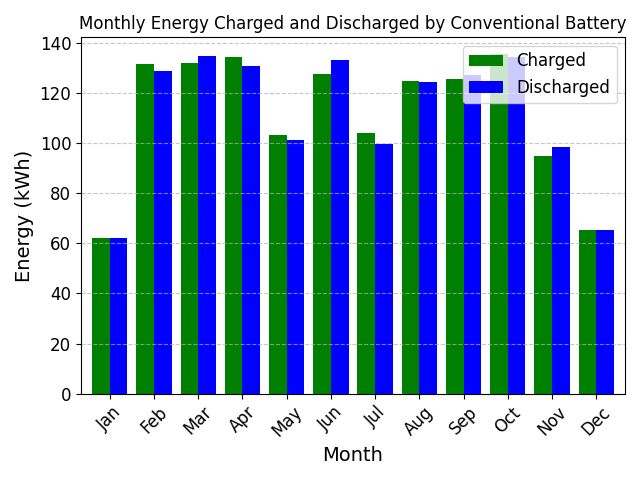 Monthly Energy Charged and Discharged by Conventional Battery
Energy (kWh)
140
120
100
80
60
40
20
0
Charged
Discharged
Jan Feb Mar Apr May Jun Jul Aug Sep Oct Nov Dec
Month